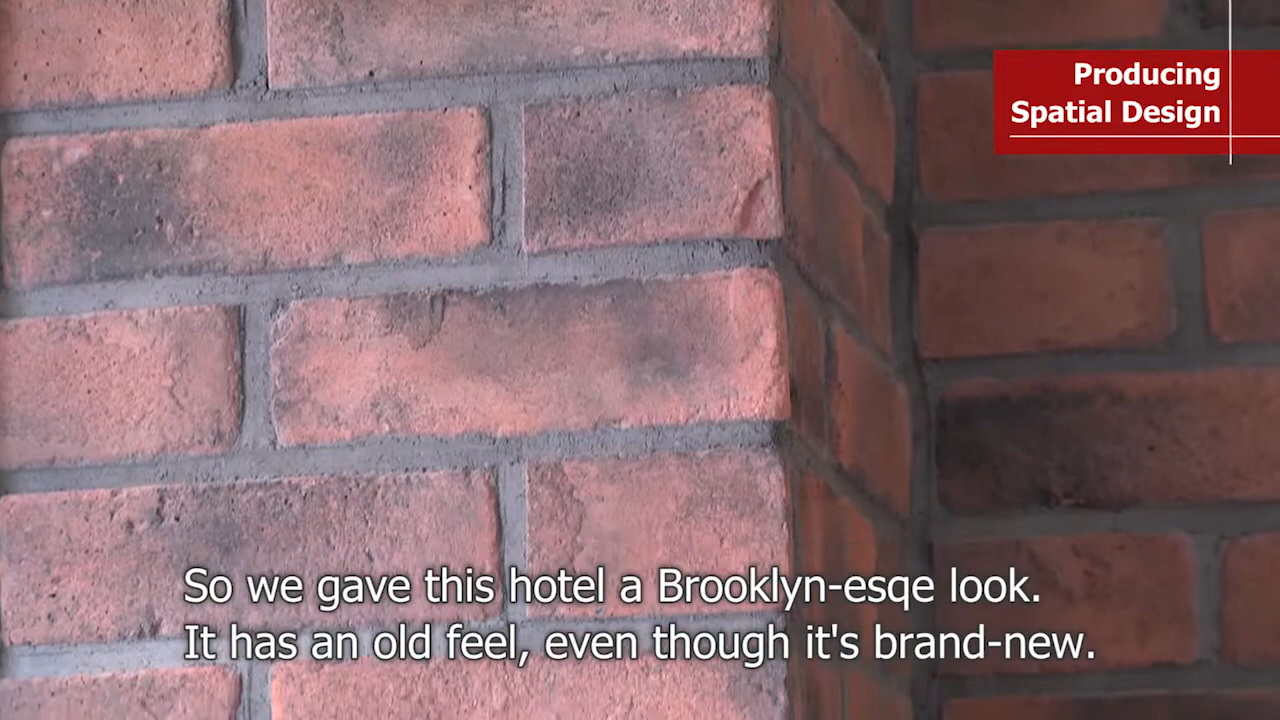 Producing
Spatial Design
So we gave this hotel a Brooklyn-esqe look.
It has an old feel, even though it's brand-new.